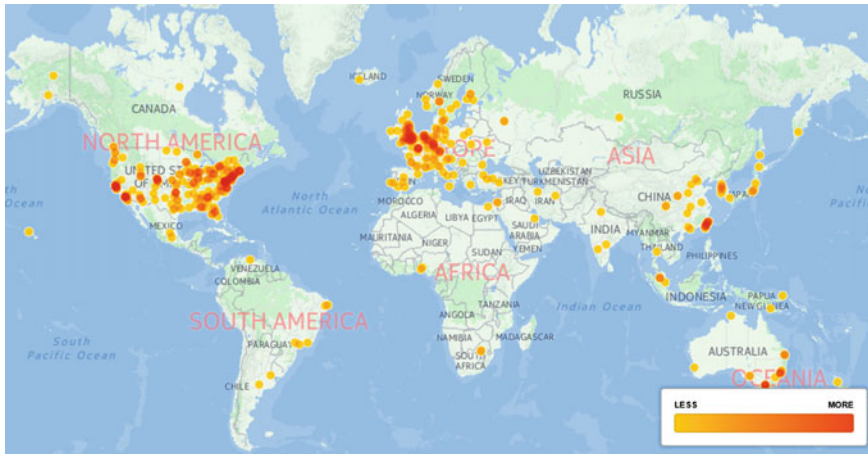 ICELAND
SWEDEN
NORWAY
RUSSIA
CANADA
NORTH AMERICA
UNITED ST
OF
ASIA
North
Atlantic Ocean
MEXICO
MOROCCO
ALGERIA
LIBYA
EGYPT
IRAQ
IRAN
UZBEKISTAN
TURKMENISTAN
CHINA
SAUDI
ARABIA
YEMEN
INDIA
MYANMAR
PHILIPPINES
MAURITANIA
NIGER
SUDAN
VENEZUELA
COLOMBIA
AFRICA
INDONESIA
PAPUA
NEW GUINEA
SOUTH AMERICA
TANZANIA
ANGOLA
Indian Ocean
South
Pacific Ocean
PARAGUA
NAMIBIA
MADAGASCAR
SOUTH
AFRICA
AUSTRALIA
CHILE
OCEANIA
LESS
MORE